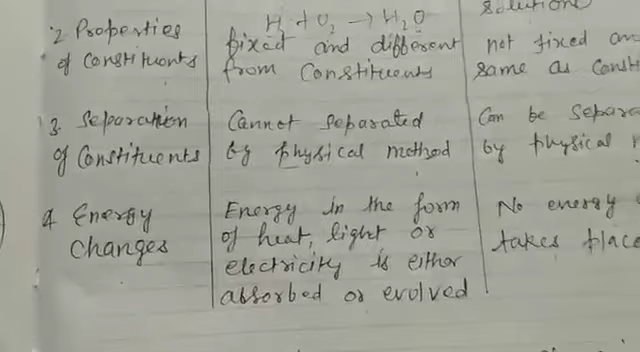 H + O₂ → H₂O
solutions
2. Properties of Constituents
fixed and different
from Constituents
not fixed
same as
3. Separation
of Constituents
Cannot Separated
by physical method
Can be
by physical
4 Energy
Changes
Energy in the form
of heat, light or
electricity is either
absorbed or evolved
No energy
takes place